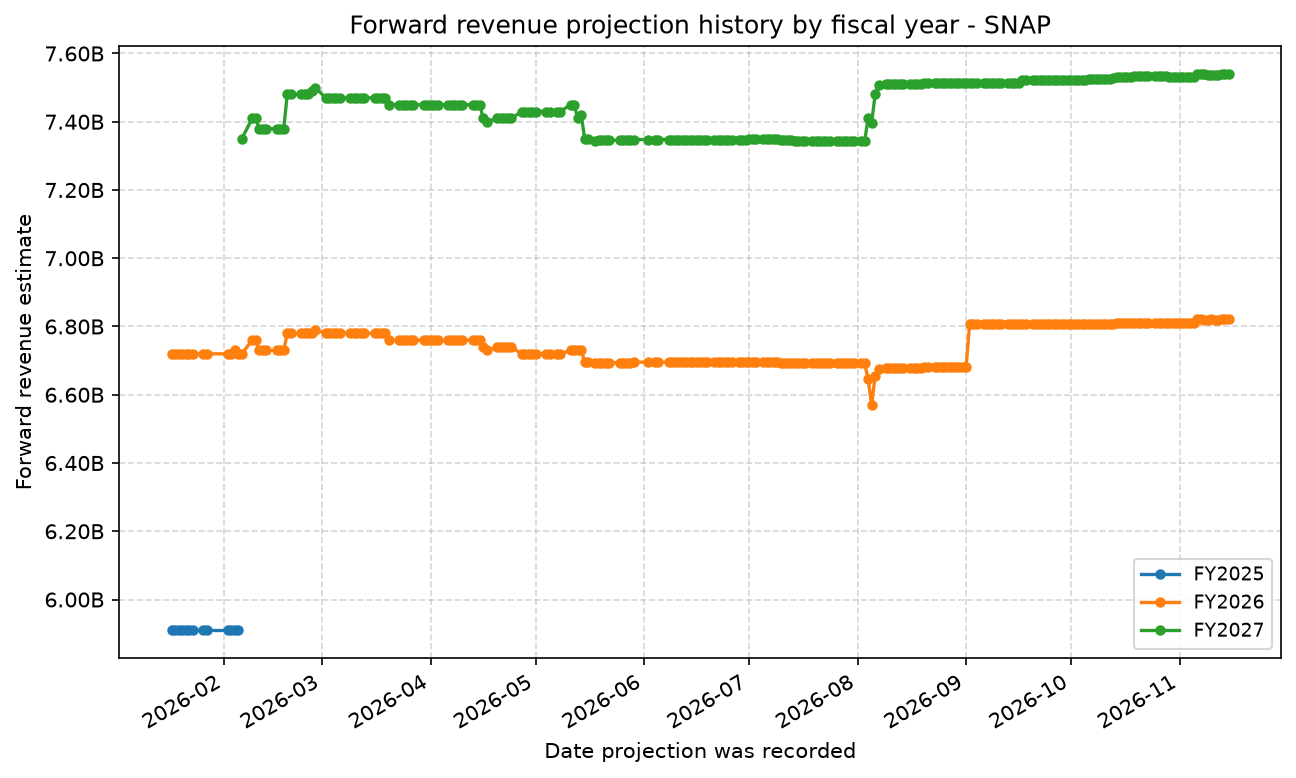 Forward revenue projection history by fiscal year - SNAP
Forward revenue estimate
7.60B
7.40B
7.20B
7.00B
6.80B
6.60B
6.40B
6.20B
6.00B
FY2025
FY2026
FY2027
2026-02
2026-03
2026-04
2026-05
2026-06
2026-07
2026-08
2026-09
2026-10
2026-11
Date projection was recorded